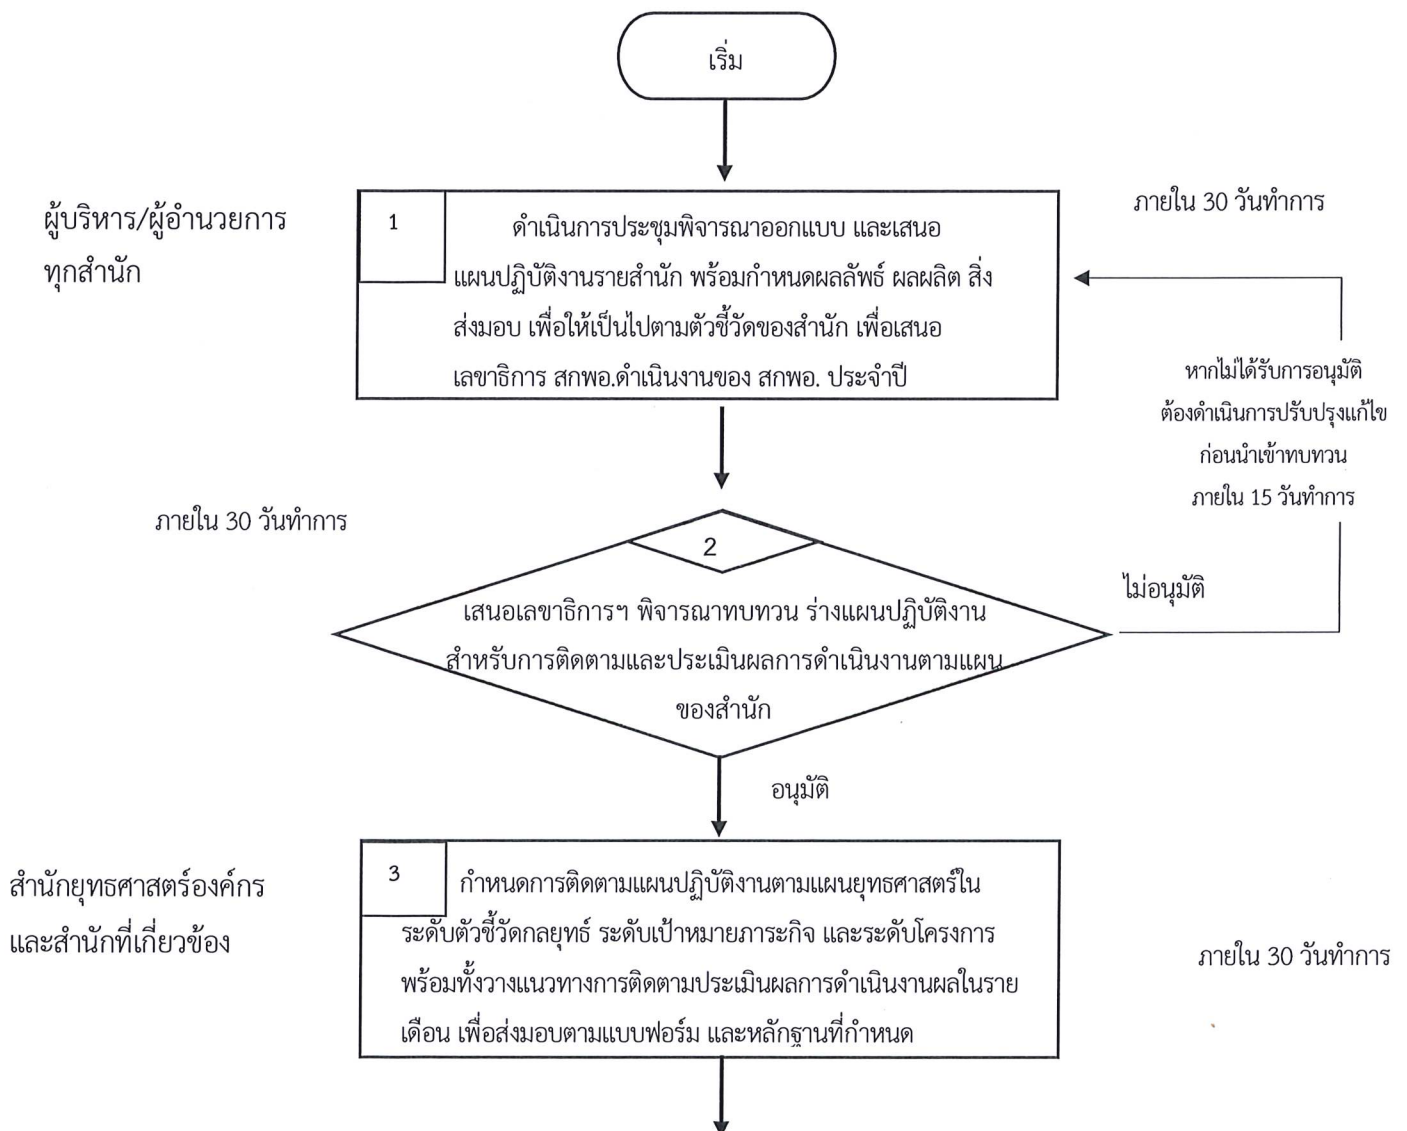 เริ่ม
ผู้บริหาร/ผู้อำนวยการ
ทุกสำนัก
1
ดำเนินการประชุมพิจารณาออกแบบ และเสนอ
แผนปฏิบัติงานรายสำนัก พร้อมกำหนดผลลัพธ์ ผลผลิต สิ่ง
ส่งมอบ เพื่อให้เป็นไปตามตัวชี้วัดของสำนัก เพื่อเสนอ
เลขาธิการ สกพอ.ดำเนินงานของ สกพอ. ประจำปี
ภายใน 30 วันทำการ
หากไม่ได้รับการอนุมัติ
ต้องดำเนินการปรับปรุงแก้ไข
ก่อนนำเข้าทบทวน
ภายใน 15 วันทำการ
ภายใน 30 วันทำการ
2
เสนอเลขาธิการฯ พิจารณาทบทวน ร่างแผนปฏิบัติงาน
สำหรับการติดตามและประเมินผลการดำเนินงานตามแผน
ของสำนัก
ไม่อนุมัติ
อนุมัติ
สำนักยุทธศาสตร์องค์กร
และสำนักที่เกี่ยวข้อง
3
กำหนดการติดตามแผนปฏิบัติงานตามแผนยุทธศาสตร์ใน
ระดับตัวชี้วัดกลยุทธ์ ระดับเป้าหมายภาระกิจ และระดับโครงการ
พร้อมทั้งวางแนวทางการติดตามประเมินผลการดำเนินงานผลในราย
เดือน เพื่อส่งมอบตามแบบฟอร์ม และหลักฐานที่กำหนด
ภายใน 30 วันทำการ